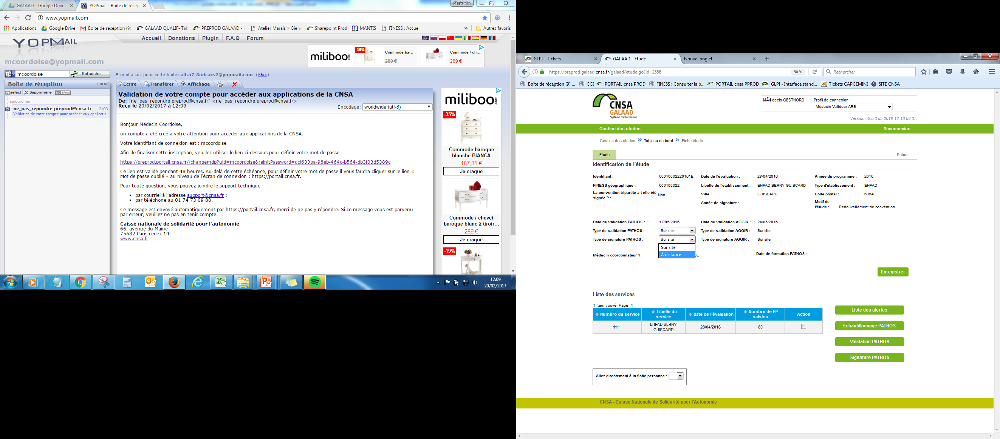 GALAAD - Google Drive
YOPmail - Boîte de récep
Christelle
www.yopmail.com
Applications
Google Drive
Boîte de réception (9)
GALAAD QUALIF- Tab
PREPROD GALAAD - C
Atelier Marais > Bien
Sharepoint Prod
MANTIS
FINESS : Accueil
»
Autres favoris
YOPMAIL
Accueil
Donations
Plugin
F.A.Q
Forum
mcoordoise@yopmail.com
miliboo.com
-35%
Commode bar...
289 €
Commode / ch...
289 €
mcoordoise
Rafraîchir
'E-mail alias' pour cette boîte: alt.n7-8odcaxs7@yopmail.com (info »)
Boîte de réception
1 mail
Ecrire
Transférer
Affichage
select
Supprimer
NO SPAM
aujourd'hui
ne_pas_repondre.preprod@cnsa.fr 12:03
Validation de votre compte pour accéder aux applicatio...
Validation de votre compte pour accéder aux applications de la CNSA
De: "ne_pas_repondre.preprod@cnsa.fr" <ne_pas_repondre.preprod@cnsa.fr>
Reçu le 20/02/2017 à 12:03
Encodage: worldwide (utf-8)
Bonjour Médecin Coordoise,
un compte a été créé à votre attention pour accéder aux applications de la CNSA.
Votre identifiant de connexion est : mcoordoise
Afin de finaliser cette inscription, veuillez utiliser le lien ci-dessous pour définir votre mot de passe :
https://preprod.portail.cnsa.fr//changemdp?uid=mcoordoise&reinitPassword=dcf633ba-98eb-464c-b564-db3f03d5389c
Ce lien est valide pendant 48 heures. Au-delà de cette échéance, pour définir votre mot de passe il vous faudra cliquer sur le lien «
Mot de passe oublié » au niveau de l'écran de connexion : https://portail.cnsa.fr.
Pour toute question, vous pouvez joindre le support technique :
• par courriel à l'adresse support@cnsa.fr ;
• par téléphone au 01 74 73 09 80.
Ce message est envoyé automatiquement par https://portail.cnsa.fr, merci de ne pas y répondre. Si ce message vous est parvenu
par erreur, veuillez ne pas en tenir compte.
Caisse nationale de solidarité pour l'autonomie
66, avenue du Maine
75682 Paris cedex 14
www.cnsa.fr
miliboo.com
-35%
Commode baroque
blanche BIANCA
187,85 €
Je craque
Commode / chevet
baroque blanc 2 tiroir...
289 €
Je craque
-19%
12:09
20/02/2017
GLPI - Tickets
GALAAD - Etude
Nouvel onglet
https://preprod.galaad.cnsa.fr/galaad/etude.go?id=2588
90 %
Rechercher
Boîte de réception (9) ...
CGI
PORTAIL cnsa PROD
FINESS : Consulter la b...
PORTAIL cnsa PPROD
GLPI - Interface stand...
Tickets CAPGEMINI
SITE CNSA
CNSA
GALAAD
Système d'information
MÃ©decin GESTNORD
Profil de connexion :
Médecin Valideur ARS
Version : 2.5.3 du 2016-12-13 08:37.
Gestion des études
Déconnexion
Gestion des études
Tableau de bord
Fiche étude
Etude
Retour
Identification de l'étude
Identifiant : 60010062220161E Date de l'évaluation : 28/04/2016 Année du programme : 2016
FINESS géographique : 600100622 Libellé de l'établissement : EHPAD BERNY GUISCARD Type d'établissement : EHPAD
La convention tripartite a-t-elle été
signée ? : Non
Ville : GUISCARD Code postal : 60640
Année de signature :
Motif de
l'étude : Renouvellement de convention
Date de validation PATHOS * : 17/05/2016 Date de validation AGGIR * : 24/05/2016
Type de validation PATHOS : Sur site Type de validation AGGIR : Sur site
Type de signature PATHOS : Sur site Type de signature AGGIR : Sur site
Sur site
À distance
Médecin coordonnateur 1 : SE Date de formation PATHOS :
Enregistrer
Liste des services
1 item trouvé. Page 1
Numéro du service
Libellé du
service
Date de l'évaluation
Nombre de FP
saisies
Action
1111
EHPAD BERNY
GUISCARD
28/04/2016
80
Liste des alertes
Echantillonnage PATHOS
Validation PATHOS
Signature PATHOS
Allez directement à la fiche personne :
CNSA - Caisse Nationale de Solidarité pour l'Autonomie